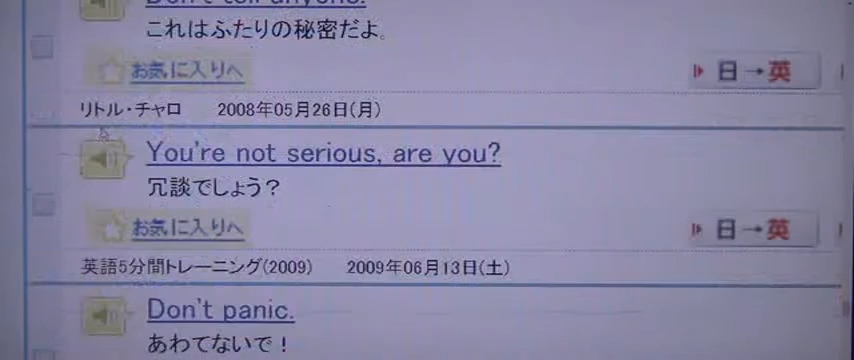 Don't tell anyone.
これはふたりの秘密だよ。
お気に入りへ
日→英
リトル・チャロ 2008年05月26日(月)
You're not serious, are you?
冗談でしょう？
お気に入りへ
日→英
英語5分間トレーニング(2009) 2009年06月13日(土)
Don't panic.
あわてないで！